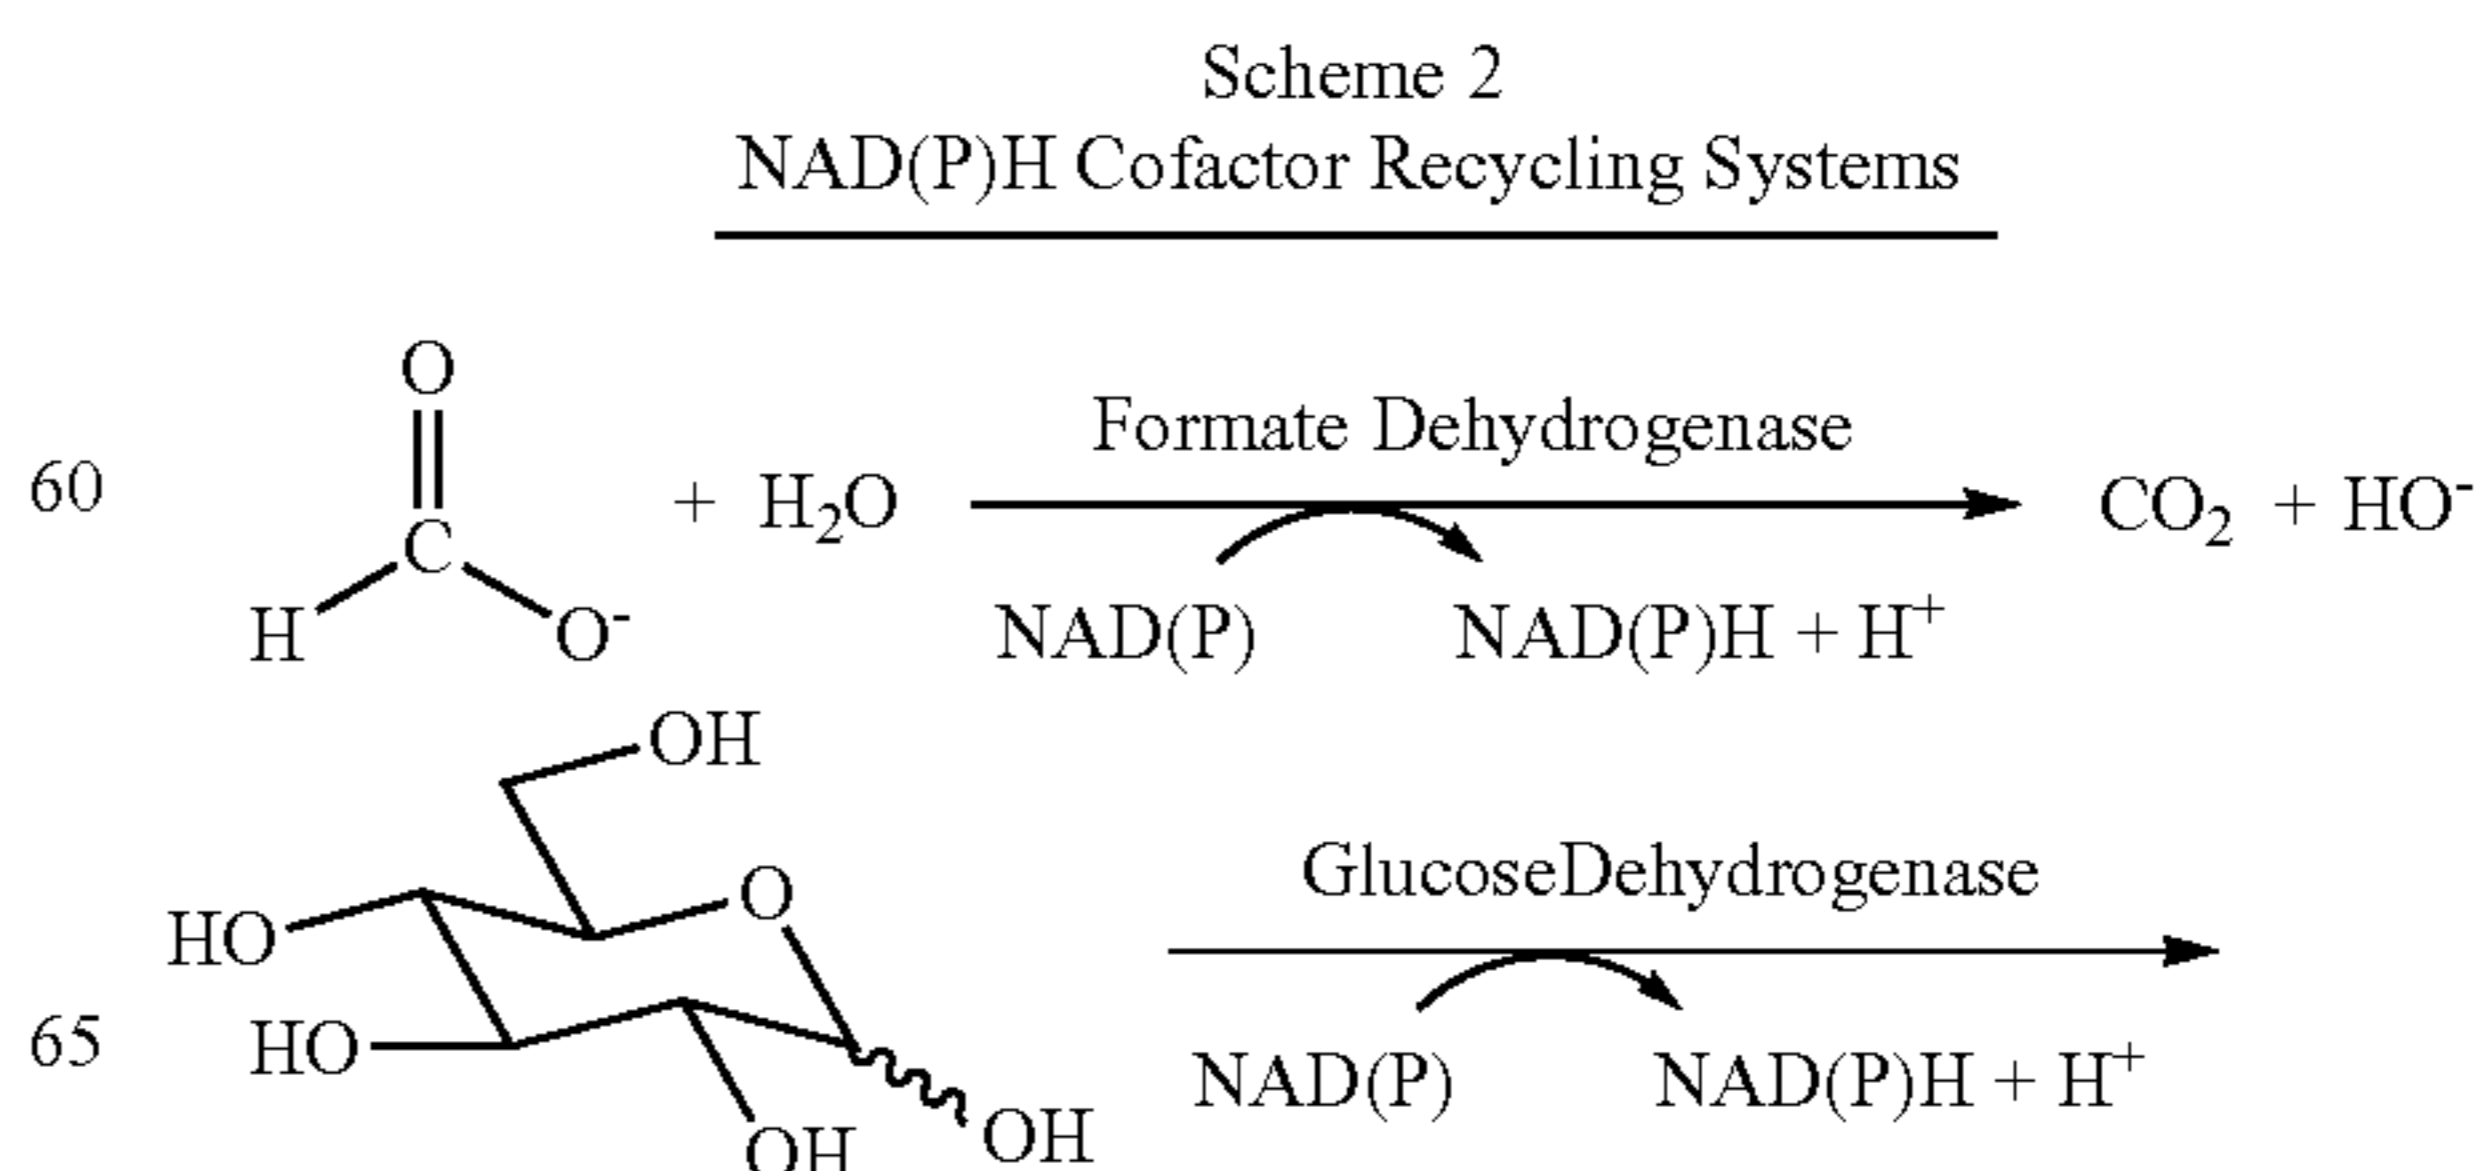 Scheme 2
NAD(P)H Cofactor Recycling Systems
O
Formate Dehydrogenase
60 C + H₂O CO₂ + HO⁻
H O⁻ NAD(P) NAD(P)H + H⁺
OH
GlucoseDehydrogenase
O
HO
65 HO NAD(P) NAD(P)H + H⁺
OH OH